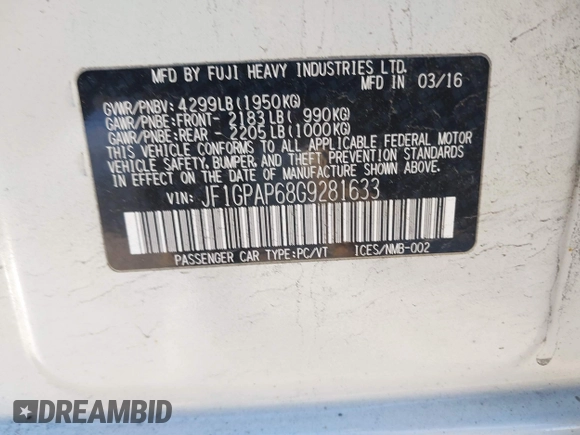 MFD BY FUJI HEAVY INDUSTRIES LTD.
MFD IN 03/16
GVWR/PNBV: 4299LB(1950KG)
GAWR/PNBE:FRONT- 2183LB( 990KG)
GAWR/PNBE:REAR - 2205LB(1000KG)
THIS VEHICLE CONFORMS TO ALL APPLICABLE FEDERAL MOTOR
VEHICLE SAFETY, BUMPER, AND THEFT PREVENTION STANDARDS
IN EFFECT ON THE DATE OF MANUFACTURE SHOWN ABOVE.
VIN: JF1GPAP68G9281633
PASSENGER CAR TYPE:PC/VT ICES/NMB-002
DREAMBID